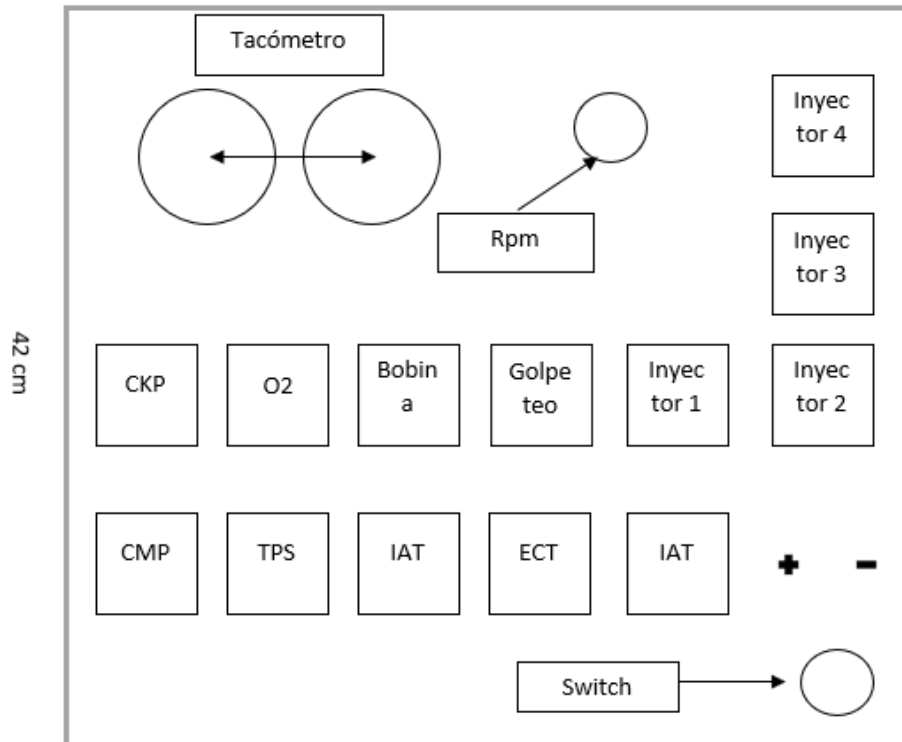 Tacómetro
Inyec
tor 4
Rpm
Inyec
tor 3
42 cm
CKP
O2
Bobin
a
Golpe
teo
Inyec
tor 1
Inyec
tor 2
CMP
TPS
IAT
ECT
IAT
+ -
Switch